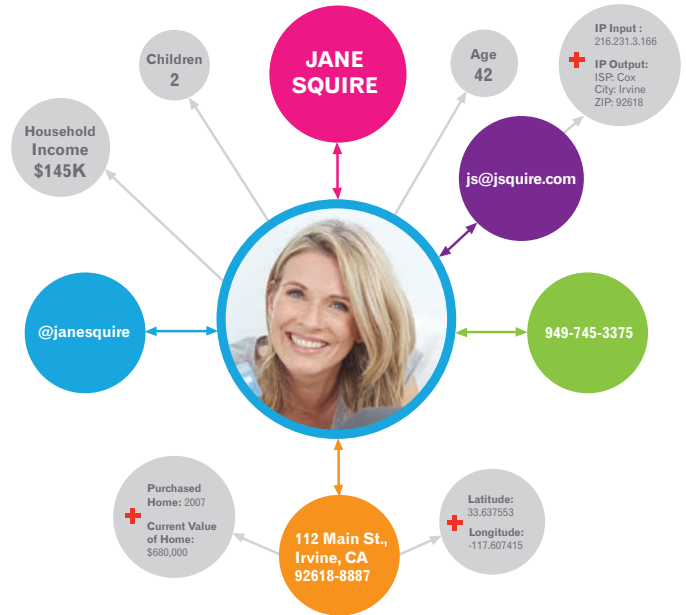 JANE
SQUIRE
Children
2
Age
42
IP Input :
216.231.3.166
IP Output:
ISP: Cox
City: Irvine
ZIP: 92618
Household
Income
$145K
js@jsquire.com
@janesquire
949-745-3375
Purchased
Home: 2007
Current Value
of Home:
$680,000
112 Main St.,
Irvine, CA
92618-8887
Latitude:
33.637553
Longitude:
-117.607415